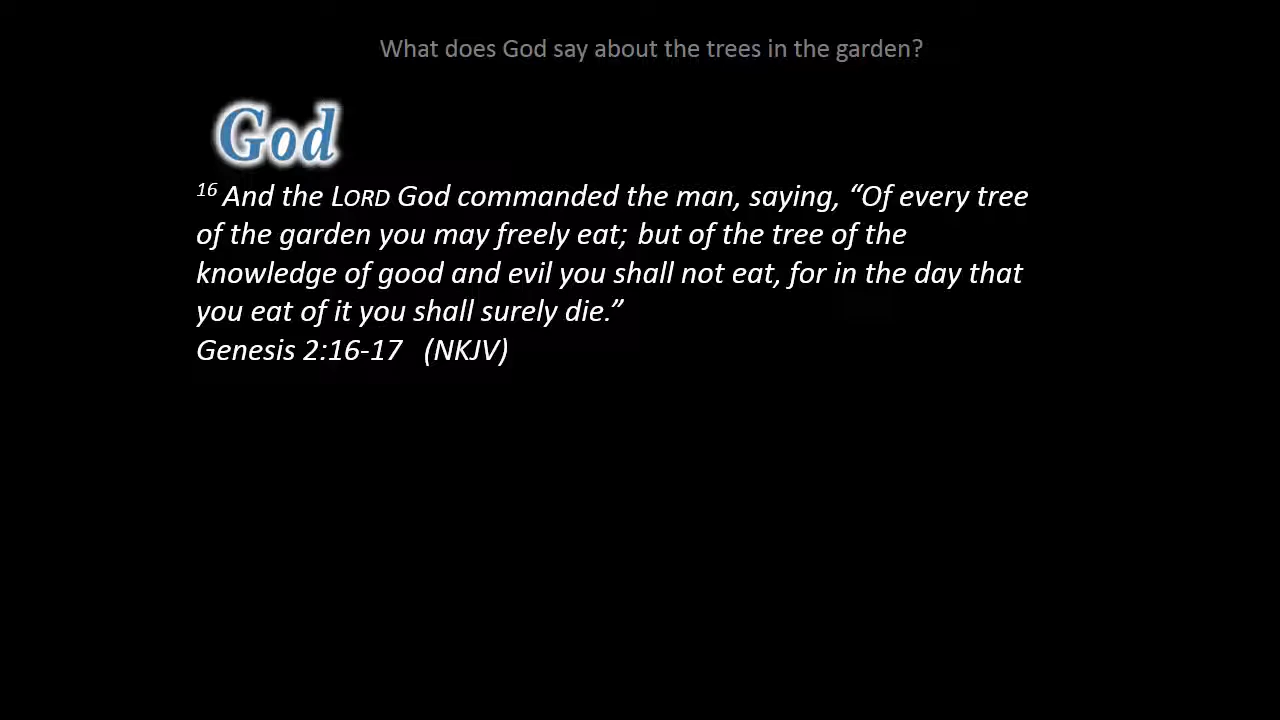 What does God say about the trees in the garden?
God
16 And the LORD God commanded the man, saying, “Of every tree
of the garden you may freely eat; but of the tree of the
knowledge of good and evil you shall not eat, for in the day that
you eat of it you shall surely die.”
Genesis 2:16-17 (NKJV)